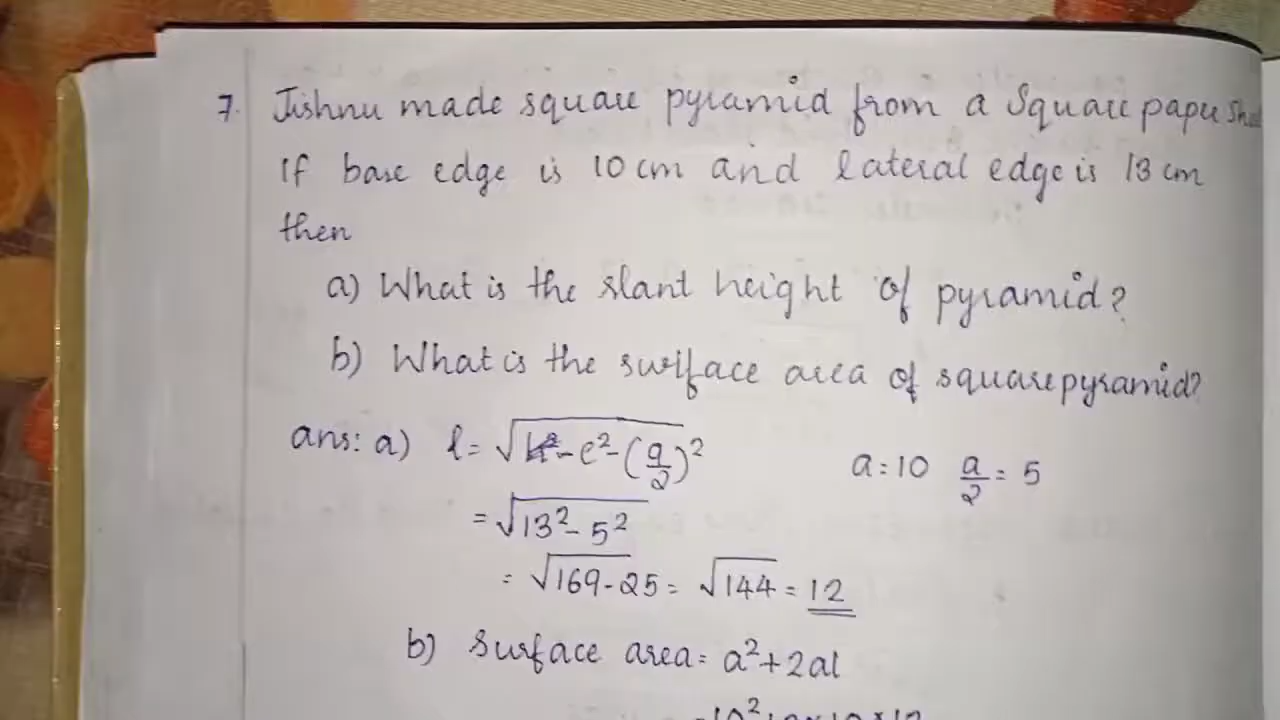 7. Jishnu made square pyramid from a Square paper
If base edge is 10 cm and lateral edge is 13 cm
then
a) What is the slant height of pyramid?
b) What is the surface area of square pyramid?
ans: a) l = √e² - (a/2)² a = 10 a/2 = 5
= √13² - 5²
= √169 - 25 = √144 = 12
b) Surface area = a² + 2al